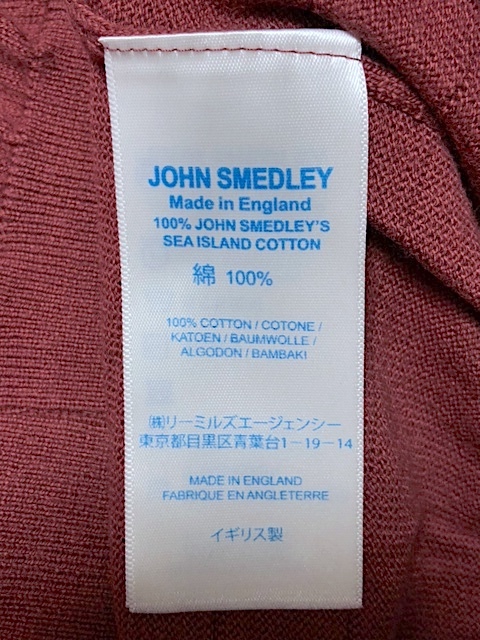 JOHN SMEDLEY
Made in England
100% JOHN SMEDLEY'S
SEA ISLAND COTTON
綿 100%
100% COTTON / COTONE /
KATOEN / BAUMWOLLE /
ALGODON / BAMBAKI
㈱リーミルズエージェンシー
東京都目黒区青葉台1－19－14
MADE IN ENGLAND
FABRIQUE EN ANGLETERRE
イギリス製